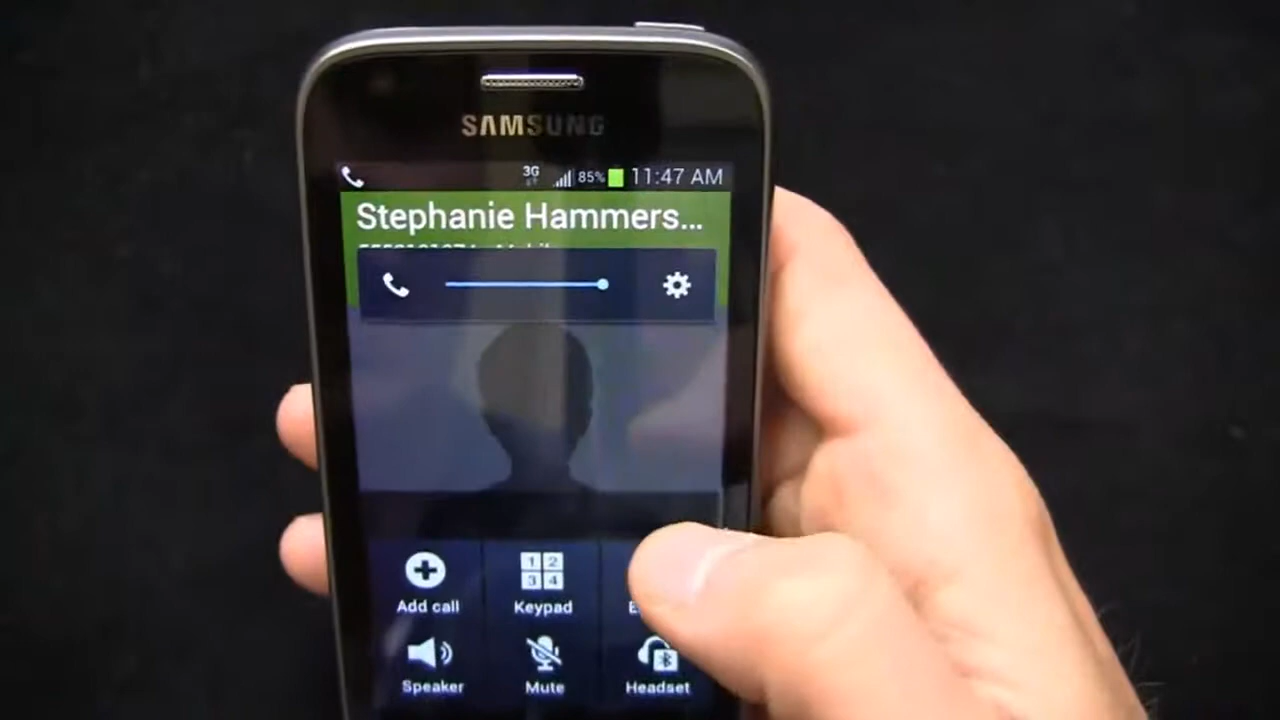 SAMSUNG
3G 85% 11:47 AM
Stephanie Hammers...
Add call Keypad
Speaker Mute Headset